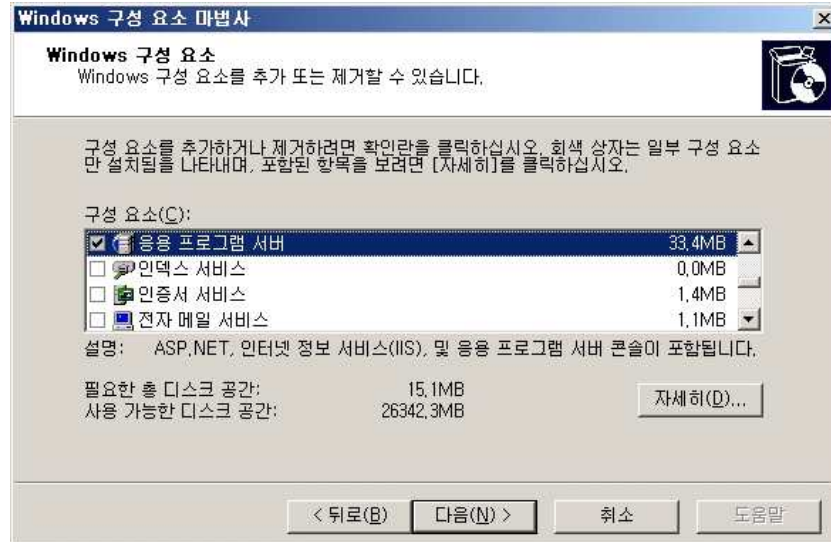 Windows 구성 요소 마법사
Windows 구성 요소
Windows 구성 요소를 추가 또는 제거할 수 있습니다.
구성 요소를 추가하거나 제거하려면 확인란을 클릭하십시오. 회색 상자는 일부 구성 요소
만 설치됨을 나타내며, 포함된 항목을 보려면 [자세히]를 클릭하십시오.
구성 요소(C):
응용 프로그램 서버 33.4MB
인덱스 서비스 0.0MB
인증서 서비스 1.4MB
전자 메일 서비스 1.1MB
설명: ASP.NET, 인터넷 정보 서비스(IIS), 및 응용 프로그램 서버 콘솔이 포함됩니다.
필요한 총 디스크 공간: 15.1MB
사용 가능한 디스크 공간: 26342.3MB
자세히(D)...
< 뒤로(B) 다음(N) > 취소 도움말